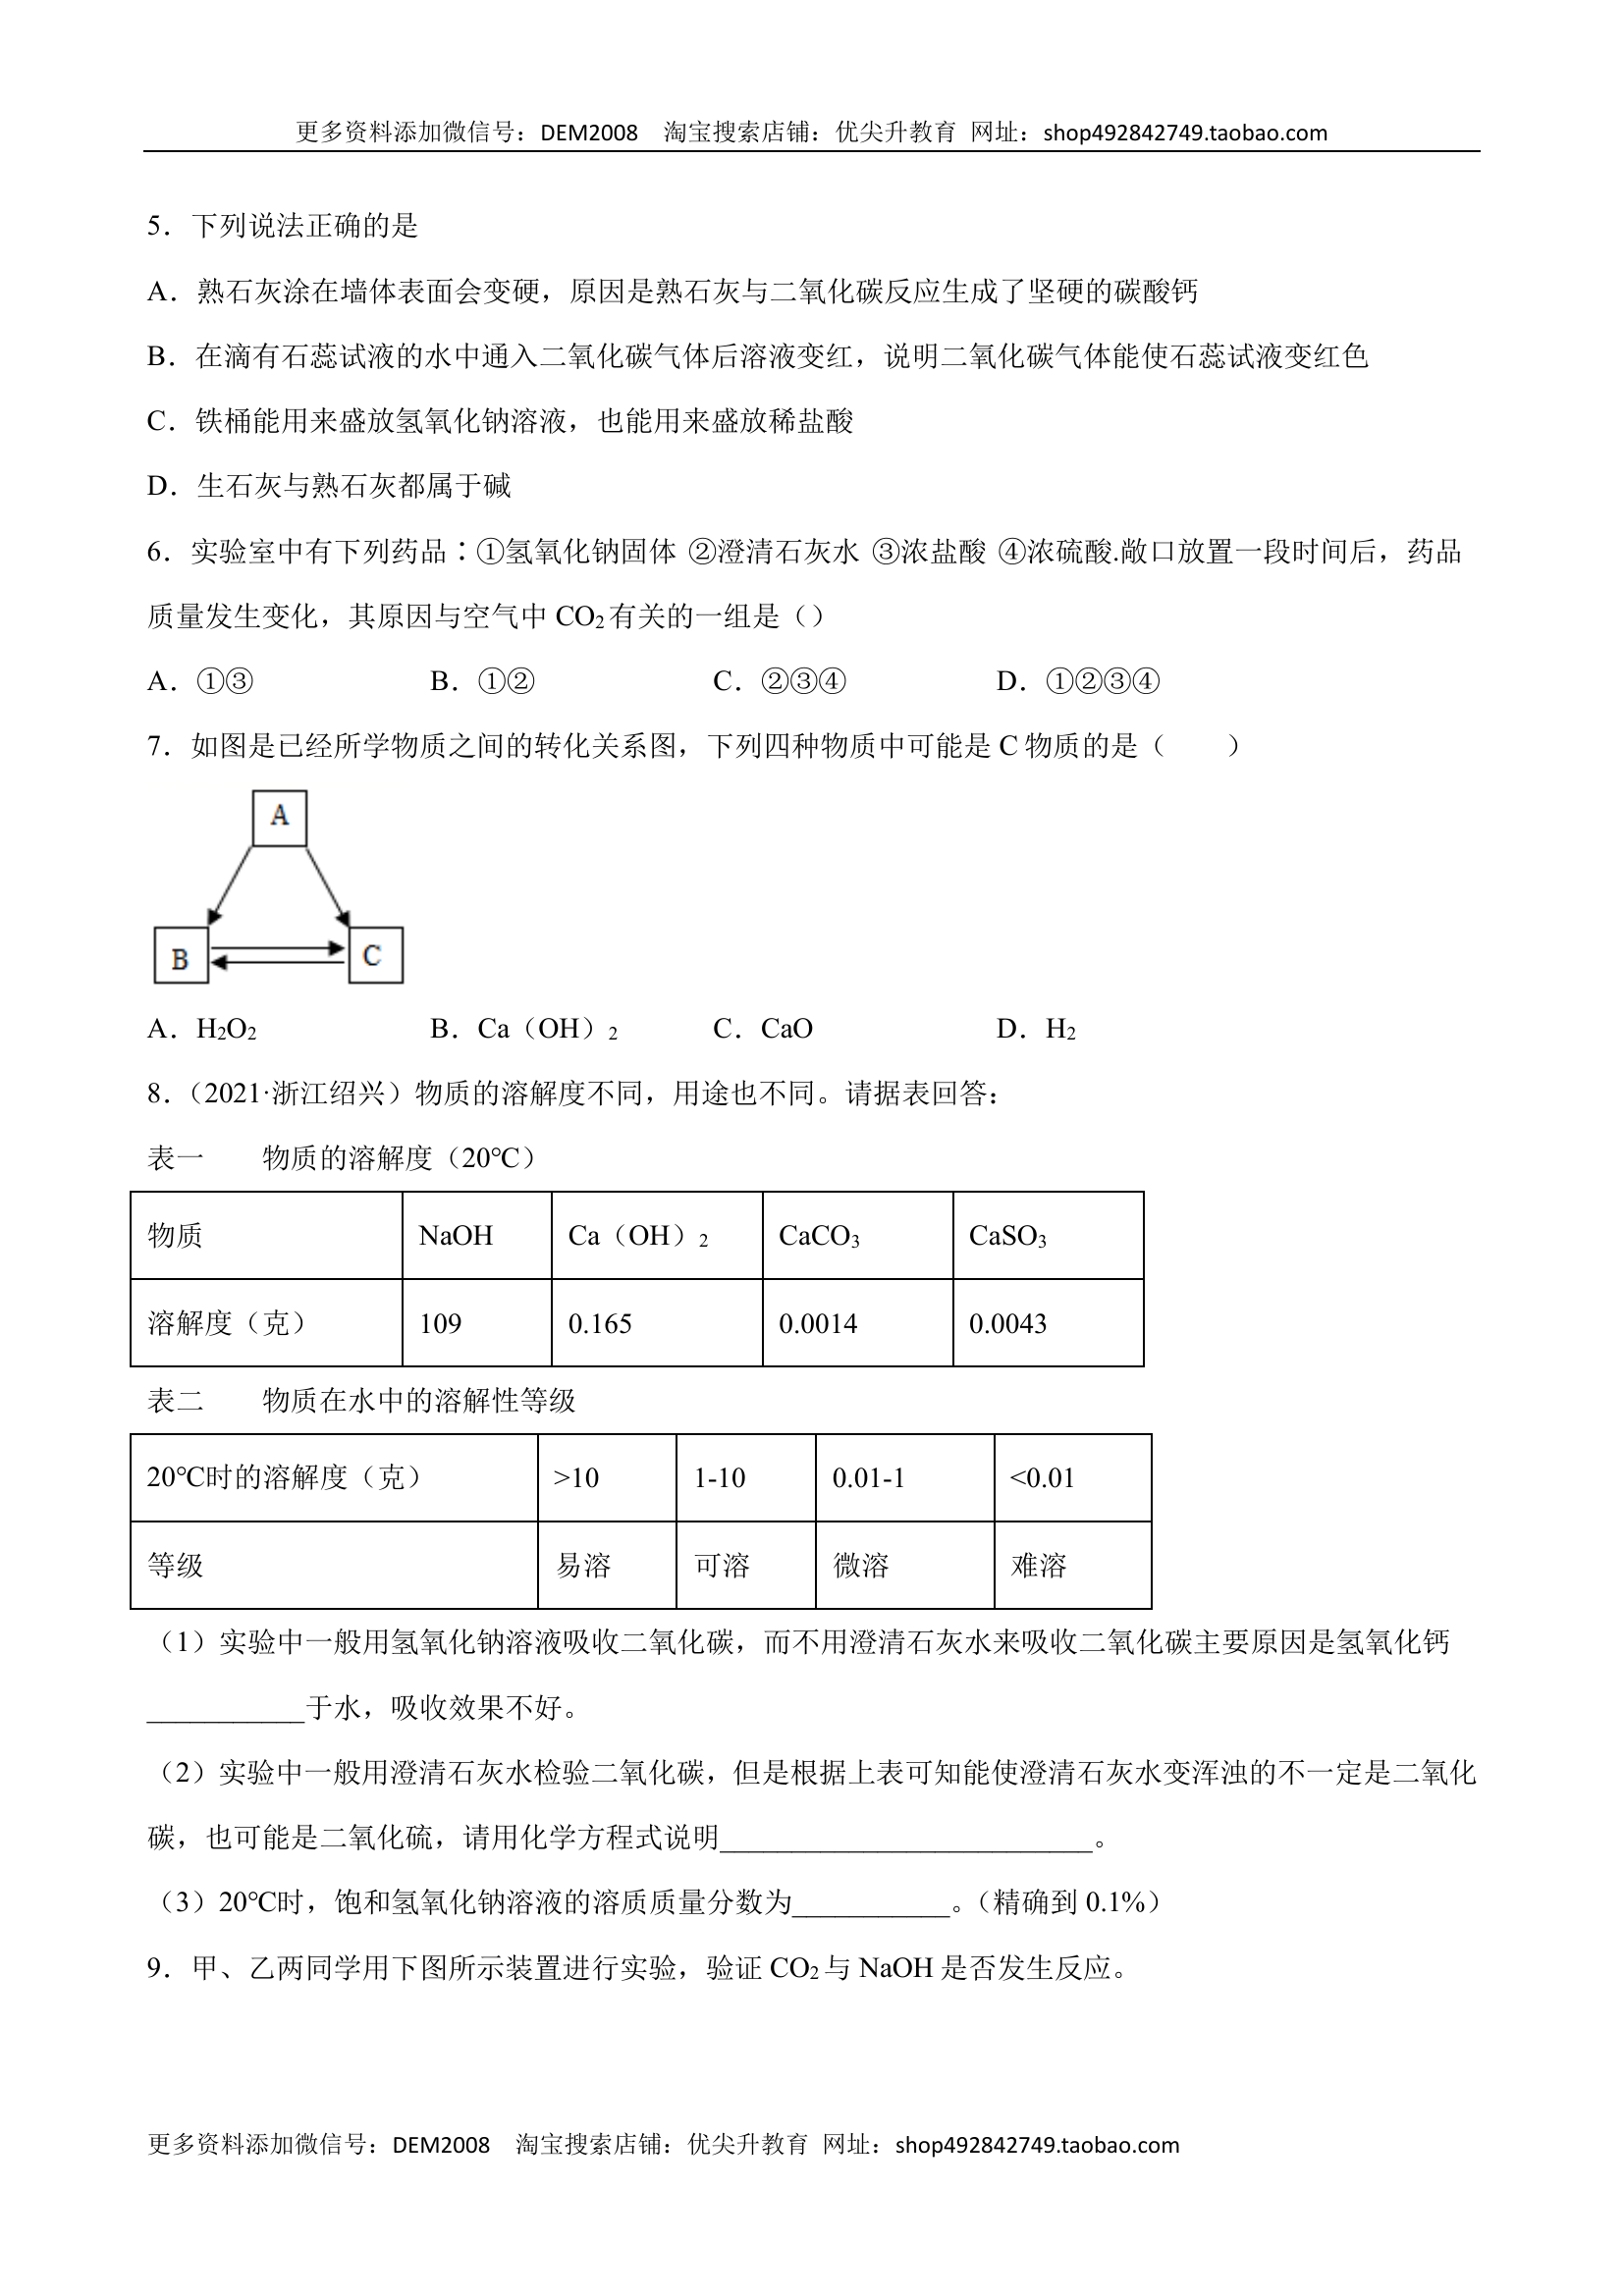 更多资料添加微信号：DEM2008 淘宝搜索店铺：优尖升教育 网址：shop492842749.taobao.com
5．下列说法正确的是
A．熟石灰涂在墙体表面会变硬，原因是熟石灰与二氧化碳反应生成了坚硬的碳酸钙
B．在滴有石蕊试液的水中通入二氧化碳气体后溶液变红，说明二氧化碳气体能使石蕊试液变红色
C．铁桶能用来盛放氢氧化钠溶液，也能用来盛放稀盐酸
D．生石灰与熟石灰都属于碱
6．实验室中有下列药品：①氢氧化钠固体 ②澄清石灰水 ③浓盐酸 ④浓硫酸.敞口放置一段时间后，药品
质量发生变化，其原因与空气中 CO₂ 有关的一组是（）
A．①③ B．①② C．②③④ D．①②③④
7．如图是已经所学物质之间的转化关系图，下列四种物质中可能是 C 物质的是（ ）
A
B C
A．H₂O₂ B．Ca（OH）₂ C．CaO D．H₂
8．（2021·浙江绍兴）物质的溶解度不同，用途也不同。请据表回答：
表一 物质的溶解度（20℃）
物质 NaOH Ca（OH）₂ CaCO₃ CaSO₃
溶解度（克） 109 0.165 0.0014 0.0043
表二 物质在水中的溶解性等级
20℃时的溶解度（克） >10 1-10 0.01-1 <0.01
等级 易溶 可溶 微溶 难溶
（1）实验中一般用氢氧化钠溶液吸收二氧化碳，而不用澄清石灰水来吸收二氧化碳主要原因是氢氧化钙
___________于水，吸收效果不好。
（2）实验中一般用澄清石灰水检验二氧化碳，但是根据上表可知能使澄清石灰水变浑浊的不一定是二氧化
碳，也可能是二氧化硫，请用化学方程式说明__________________________。
（3）20℃时，饱和氢氧化钠溶液的溶质质量分数为___________。（精确到 0.1%）
9．甲、乙两同学用下图所示装置进行实验，验证 CO₂ 与 NaOH 是否发生反应。
更多资料添加微信号：DEM2008 淘宝搜索店铺：优尖升教育 网址：shop492842749.taobao.com